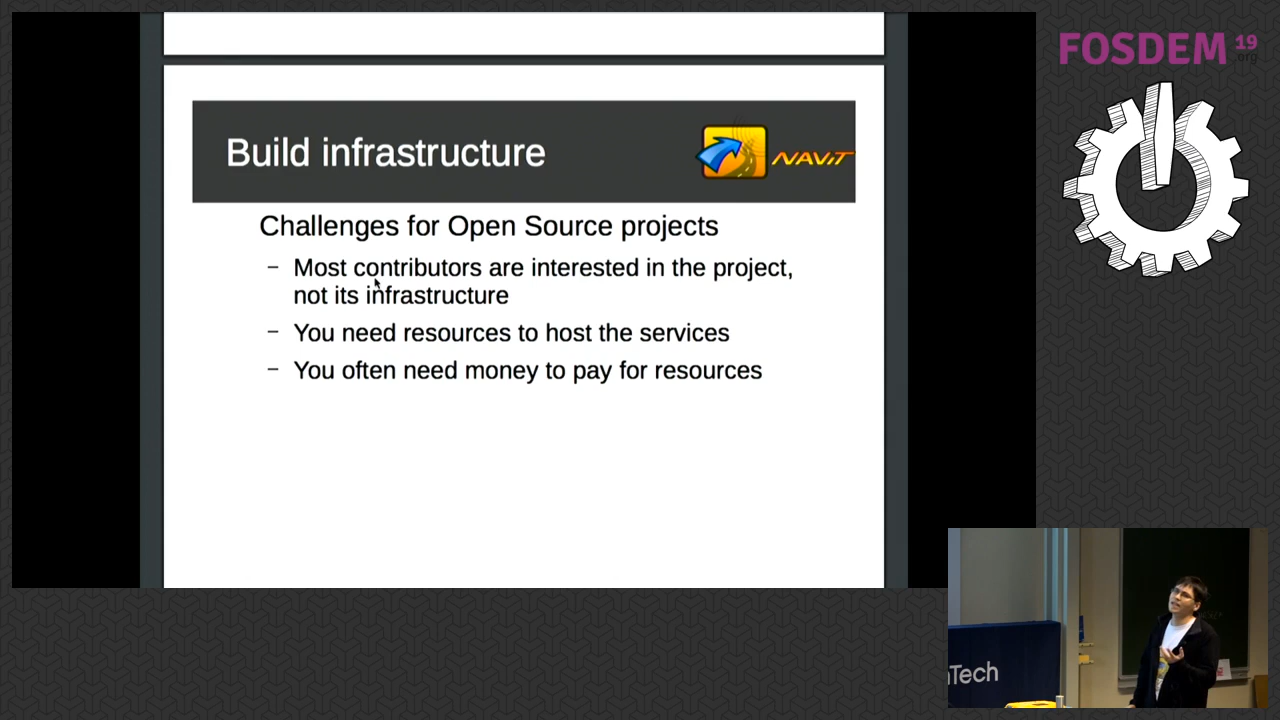 FOSDEM 19
.org
Build infrastructure
NAVIT
Challenges for Open Source projects
– Most contributors are interested in the project,
not its infrastructure
– You need resources to host the services
– You often need money to pay for resources
Tech